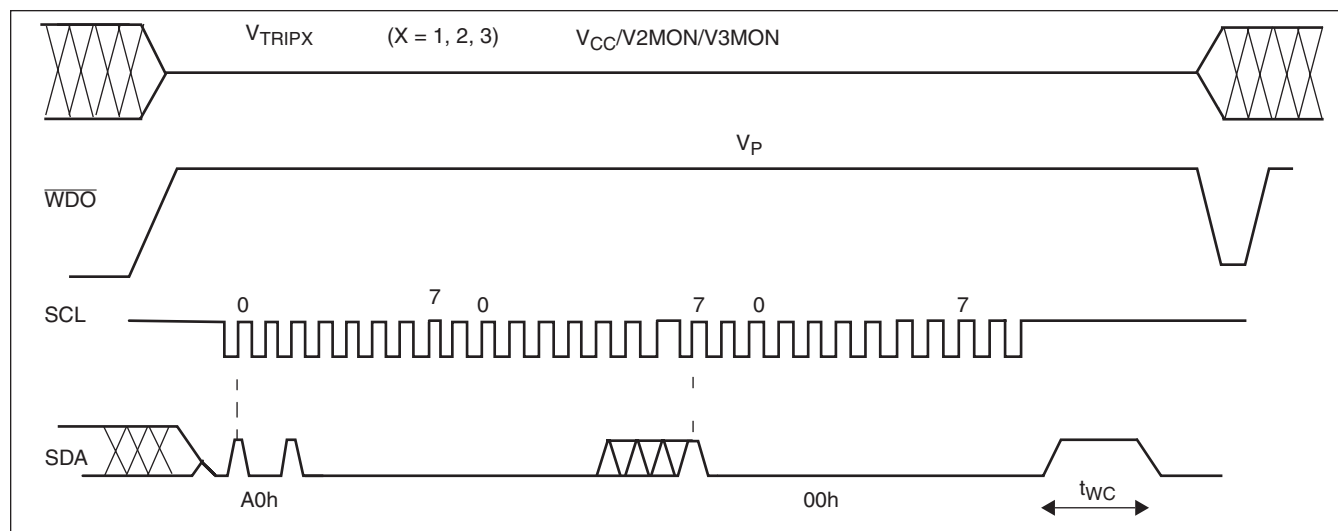 V_TRIPX (X = 1, 2, 3) V_CC/V2MON/V3MON
V_P
W̅D̅O̅
0 7 0 7 0 7
SCL
SDA
A0h 00h t_WC